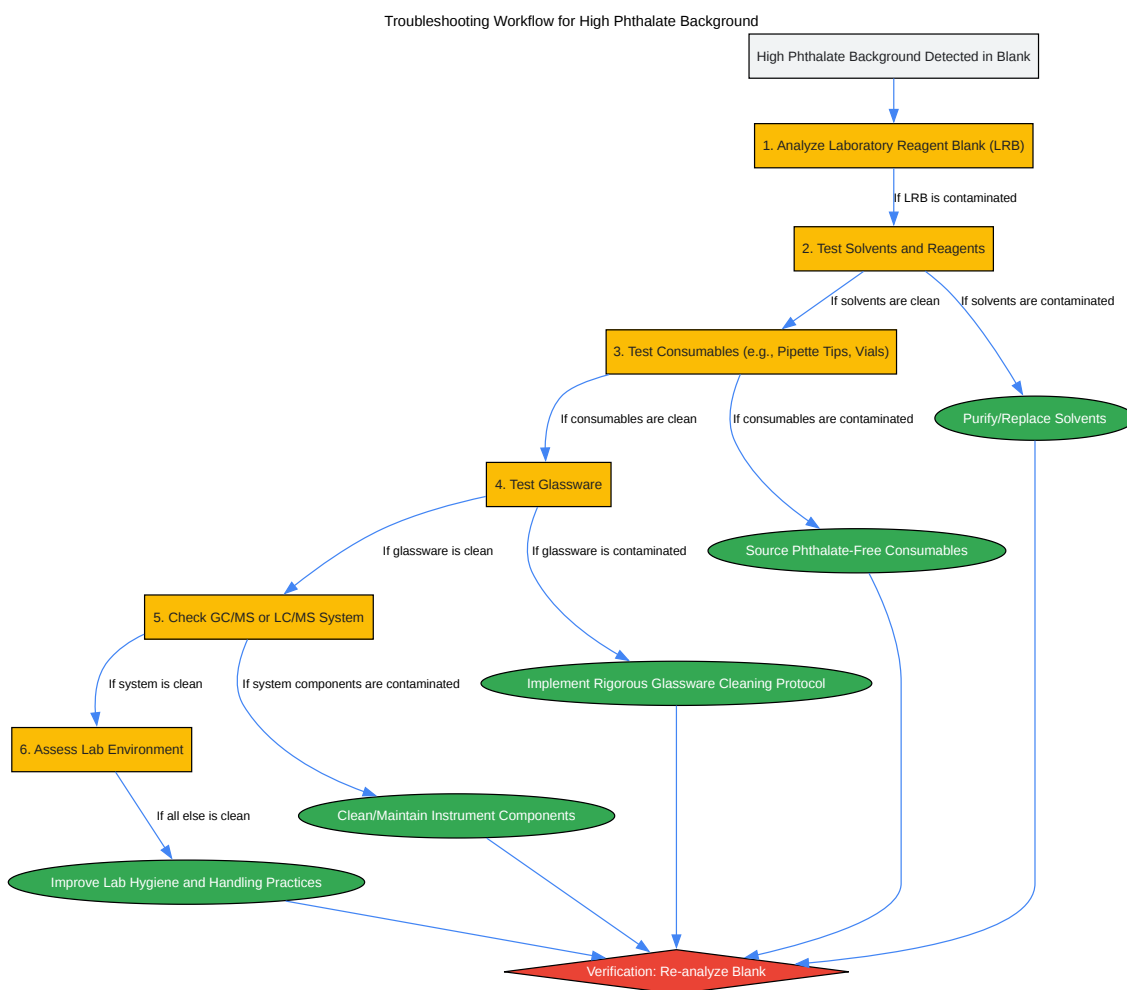 Troubleshooting Workflow for High Phthalate Background
High Phthalate Background Detected in Blank
1. Analyze Laboratory Reagent Blank (LRB)
If LRB is contaminated
2. Test Solvents and Reagents
If solvents are clean
If solvents are contaminated
3. Test Consumables (e.g., Pipette Tips, Vials)
If consumables are clean
If consumables are contaminated
Purify/Replace Solvents
4. Test Glassware
If glassware is clean
If glassware is contaminated
Source Phthalate-Free Consumables
5. Check GC/MS or LC/MS System
If system is clean
If system components are contaminated
Implement Rigorous Glassware Cleaning Protocol
6. Assess Lab Environment
If all else is clean
Clean/Maintain Instrument Components
Improve Lab Hygiene and Handling Practices
Verification: Re-analyze Blank